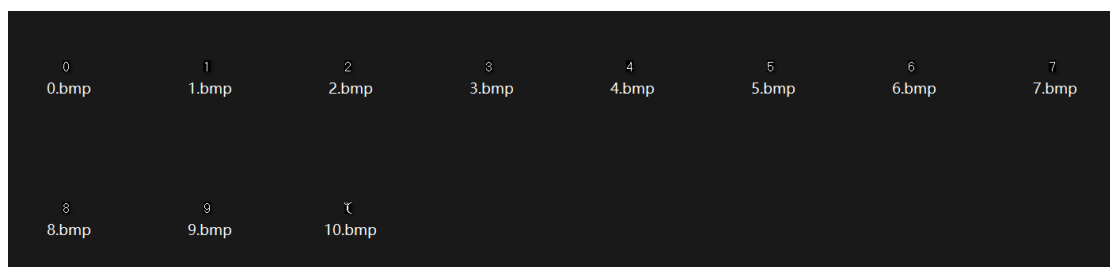 0 1 2 3 4 5 6 7
0.bmp 1.bmp 2.bmp 3.bmp 4.bmp 5.bmp 6.bmp 7.bmp
8 9 ℃
8.bmp 9.bmp 10.bmp